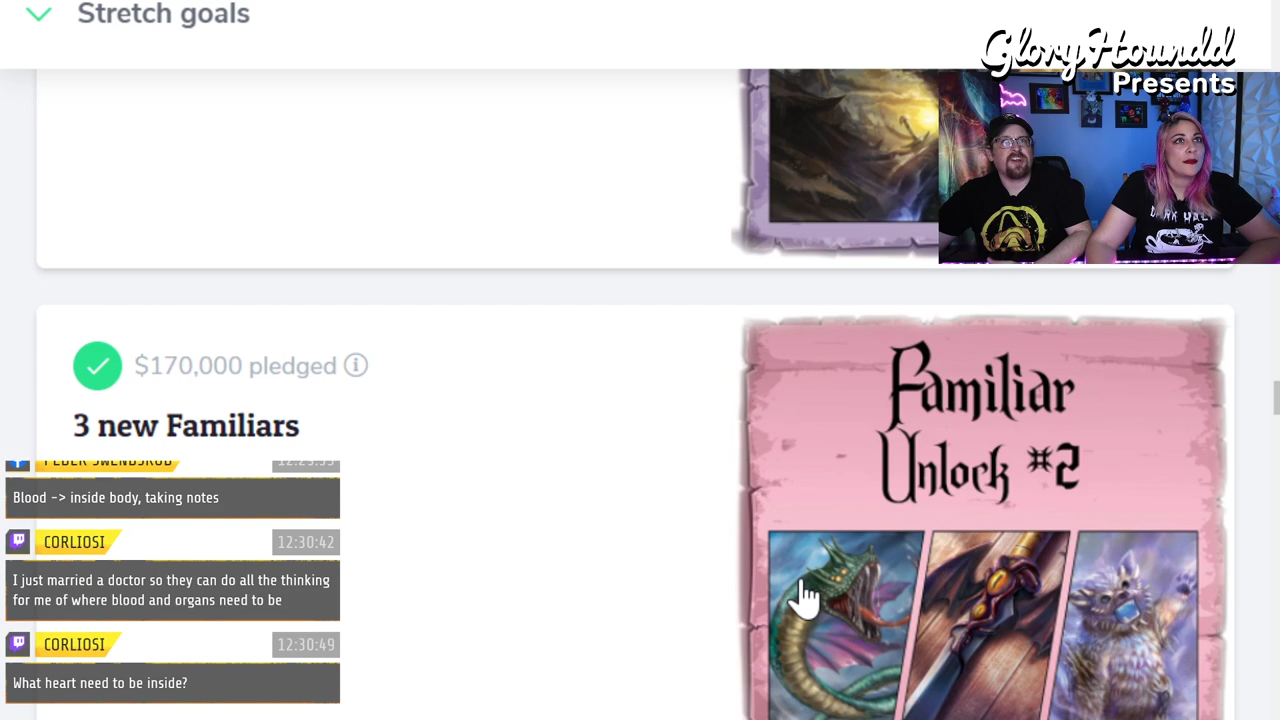 Stretch goals
GloryHoundd
Presents
$170,000 pledged
3 new Familiars
Familiar
Unlock #2
Blood -> inside body, taking notes
CORLIOSI 12:30:42
I just married a doctor so they can do all the thinking
for me of where blood and organs need to be
CORLIOSI 12:30:49
What heart need to be inside?